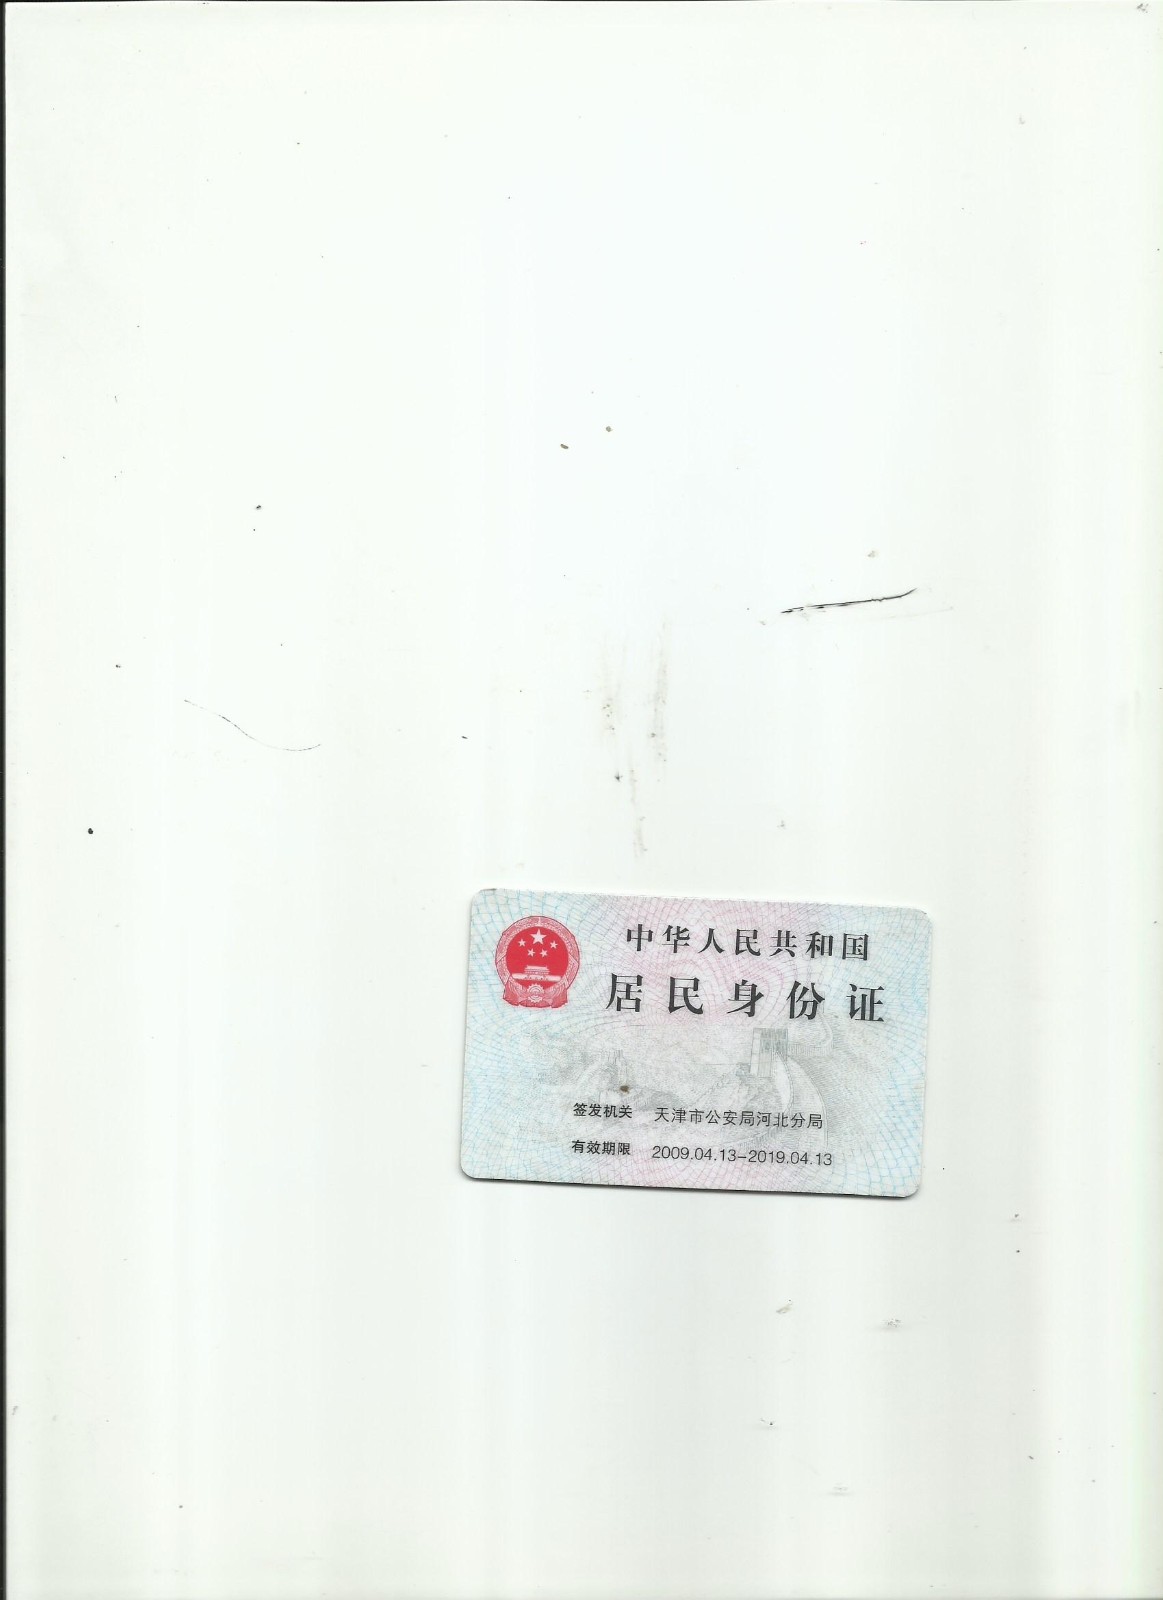 中华人民共和国
居民身份证
签发机关 天津市公安局河北分局
有效期限 2009.04.13-2019.04.13